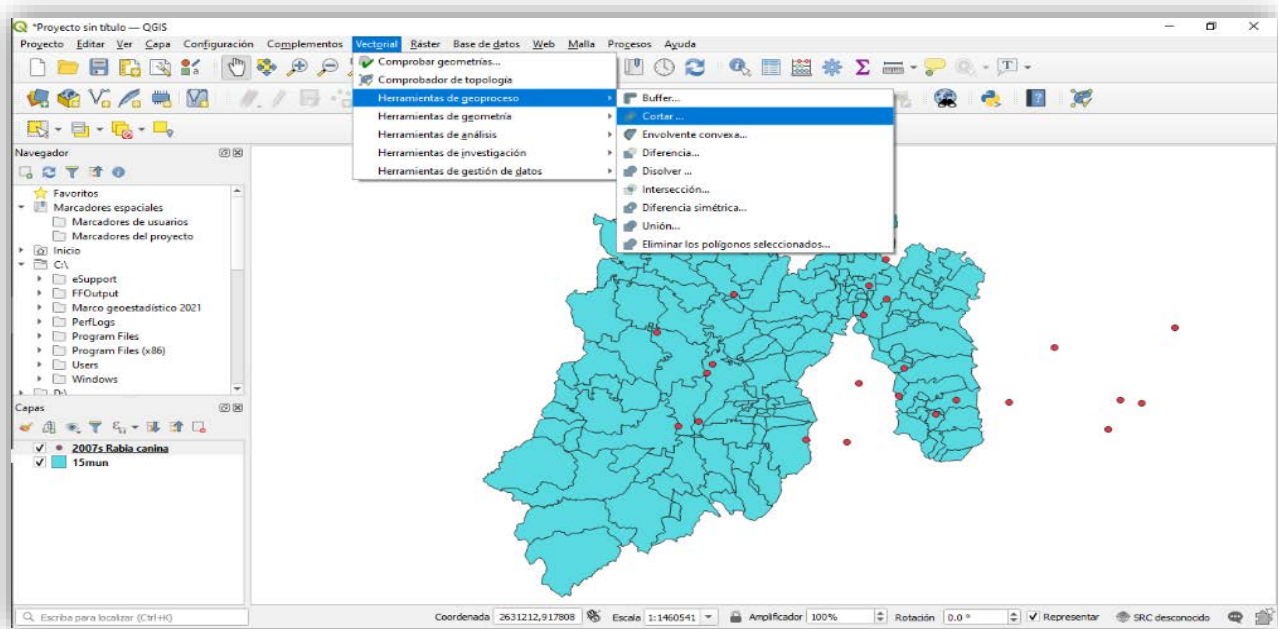 *Proyecto sin título — QGIS
Proyecto Editar Ver Capa Configuración Complementos Vectorial Ráster Base de datos Web Malla Procesos Ayuda
Comprobar geometrías...
Comprobador de topología
Herramientas de geoproceso
Herramientas de geometría
Herramientas de análisis
Herramientas de investigación
Herramientas de gestión de datos
Buffer...
Cortar ...
Envolvente convexa...
Diferencia...
Disolver ...
Intersección...
Diferencia simétrica...
Unión...
Eliminar los polígonos seleccionados...
Navegador
Favoritos
Marcadores espaciales
Marcadores de usuarios
Marcadores del proyecto
Inicio
C:\
eSupport
FFOutput
Marco geoestadístico 2021
PerfLogs
Program Files
Program Files (x86)
Users
Windows
D:\
Capas
2007s Rabia canina
15mun
Escriba para localizar (Ctrl+K)
Coordenada 2631212,917808 Escala 1:1460541 Amplificador 100% Rotación 0.0 ° Representar SRC desconocido